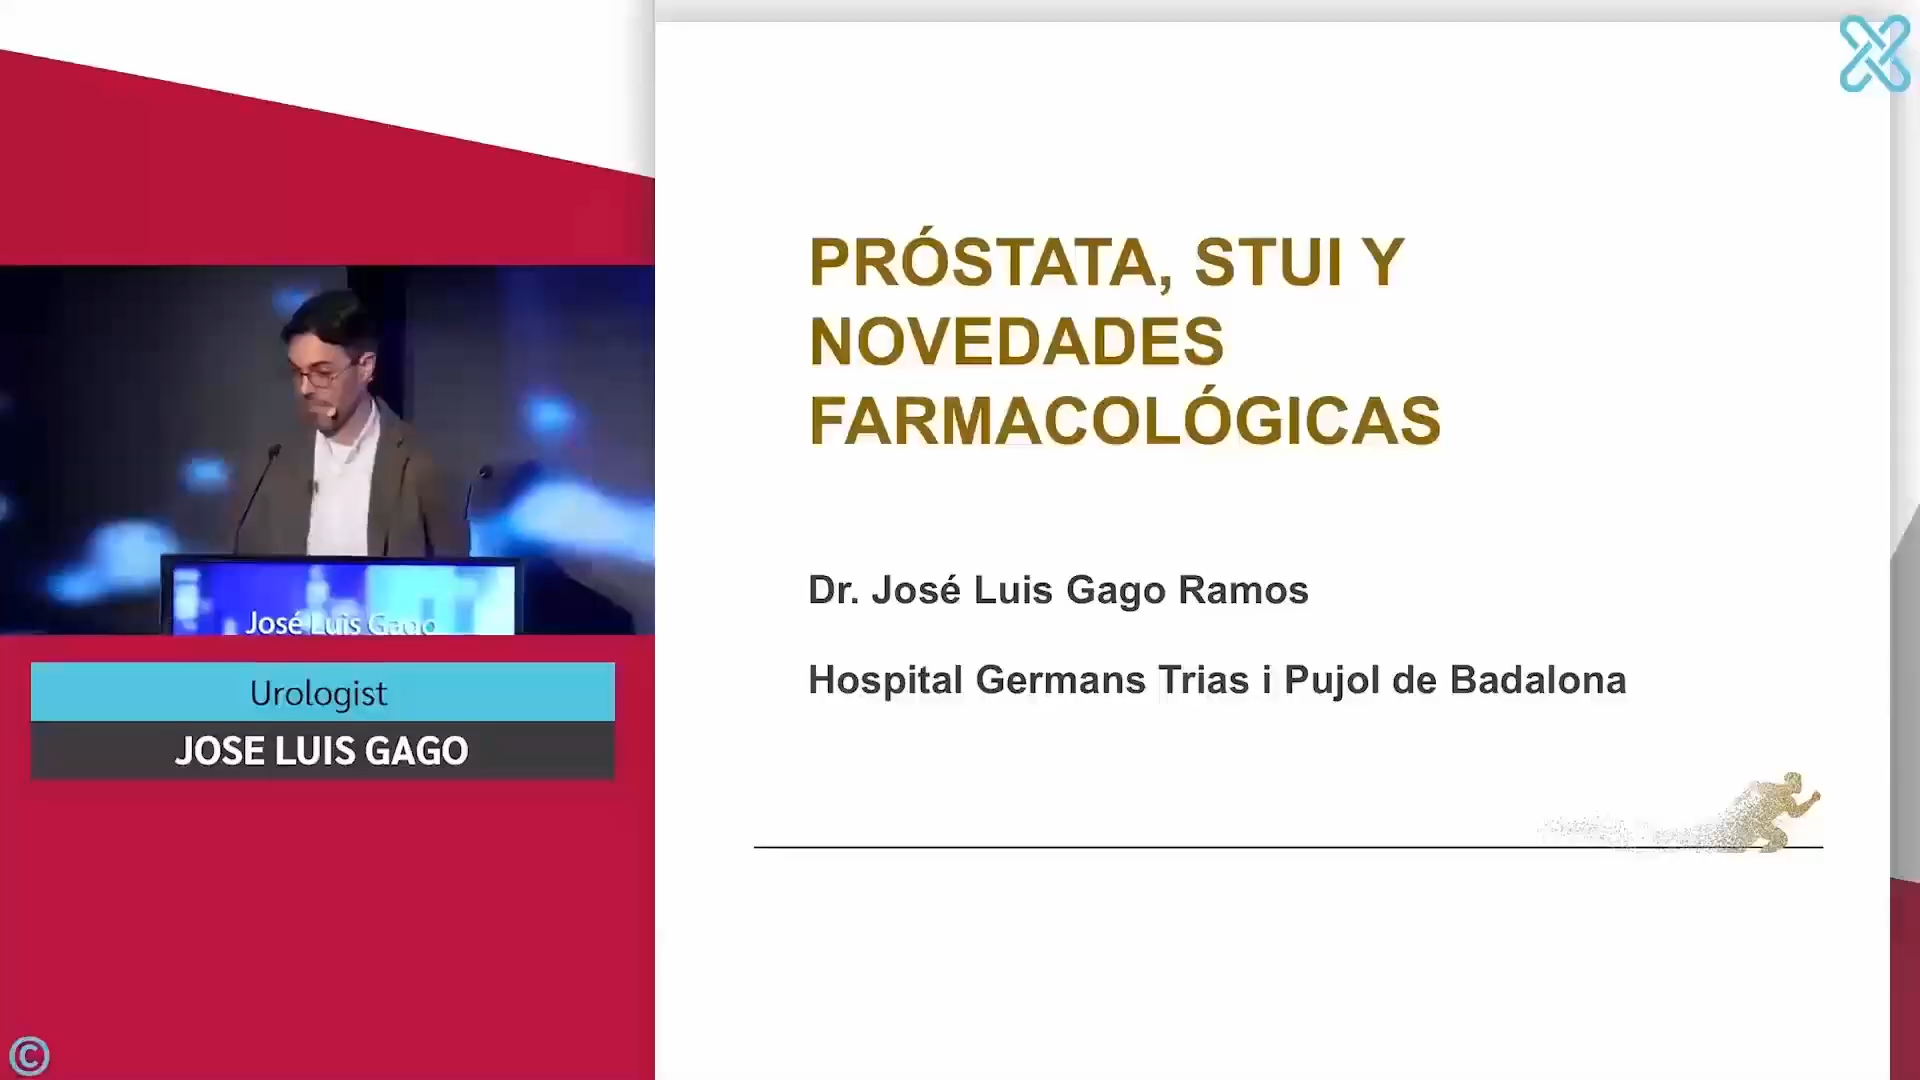 PRÓSTATA, STUI Y
NOVEDADES
FARMACOLÓGICAS
Dr. José Luis Gago Ramos
Hospital Germans Trias i Pujol de Badalona
José Luis Gago
Urologist
JOSE LUIS GAGO
©